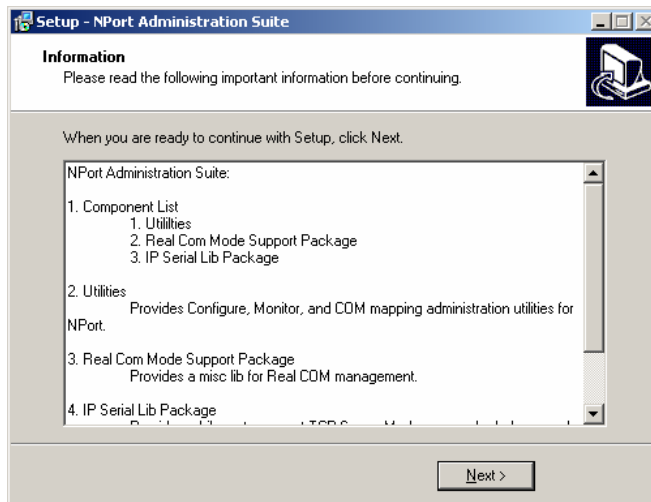 Setup - NPort Administration Suite
Information
Please read the following important information before continuing.
When you are ready to continue with Setup, click Next.
NPort Administration Suite:
1. Component List
1. Utililties
2. Real Com Mode Support Package
3. IP Serial Lib Package
2. Utilities
Provides Configure, Monitor, and COM mapping administration utilities for
NPort.
3. Real Com Mode Support Package
Provides a misc lib for Real COM management.
4. IP Serial Lib Package
Next >